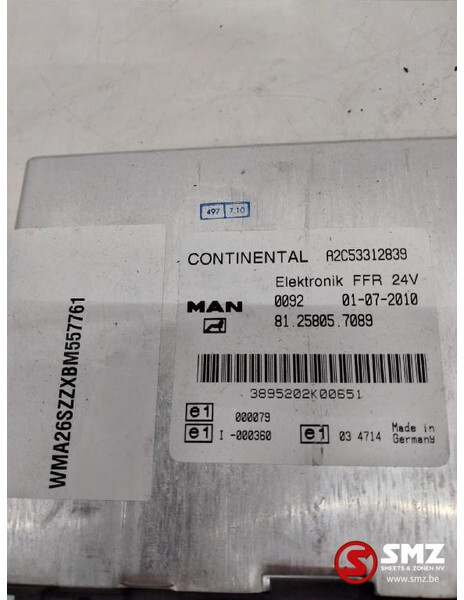 497 7.10
CONTINENTAL A2C53312839
Elektronik FFR 24V
MAN 0092 01-07-2010
81.25805.7089
3895202K00651
e1 000079
e1 I-000360 e1 03 4714 Made in Germany
WMA26SZZXBM557761
SMZ
SMEETS & ZONEN NV
www.smz.be